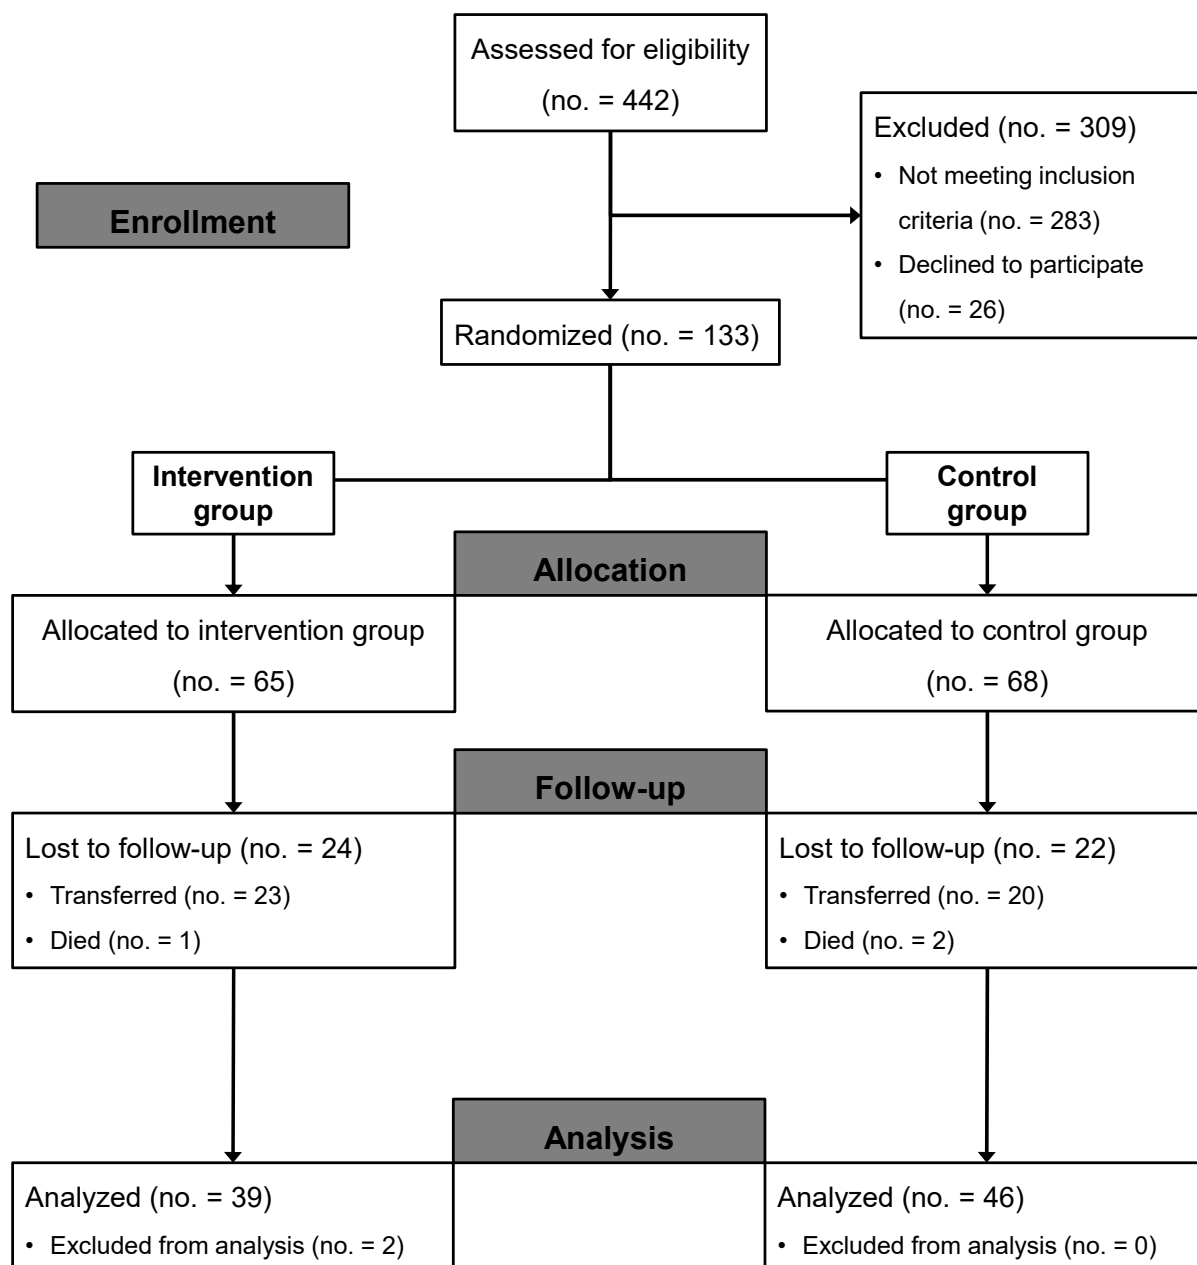 Assessed for eligibility
(no. = 442)
Excluded (no. = 309)
• Not meeting inclusion
criteria (no. = 283)
• Declined to participate
(no. = 26)
Enrollment
Randomized (no. = 133)
Intervention
group
Control
group
Allocation
Allocated to intervention group
(no. = 65)
Allocated to control group
(no. = 68)
Follow-up
Lost to follow-up (no. = 24)
• Transferred (no. = 23)
• Died (no. = 1)
Lost to follow-up (no. = 22)
• Transferred (no. = 20)
• Died (no. = 2)
Analysis
Analyzed (no. = 39)
• Excluded from analysis (no. = 2)
Analyzed (no. = 46)
• Excluded from analysis (no. = 0)